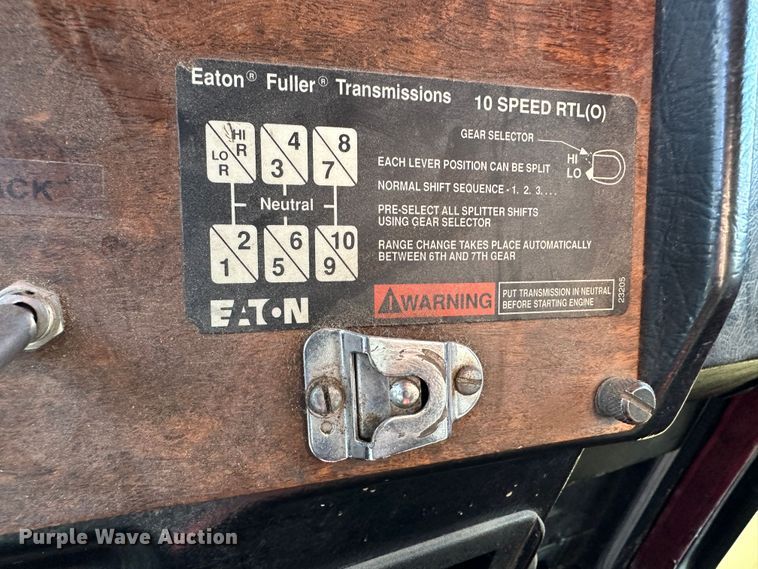 Eaton® Fuller® Transmissions 10 SPEED RTL(O)
GEAR SELECTOR
HI R 4 8
LO R 3 7
HI
LO
EACH LEVER POSITION CAN BE SPLIT
NORMAL SHIFT SEQUENCE - 1. 2. 3. . . .
Neutral
PRE-SELECT ALL SPLITTER SHIFTS
USING GEAR SELECTOR
2 6 10
1 5 9
RANGE CHANGE TAKES PLACE AUTOMATICALLY
BETWEEN 6TH AND 7TH GEAR
EATON
WARNING
PUT TRANSMISSION IN NEUTRAL
BEFORE STARTING ENGINE
23205
ACK
Purple Wave Auction